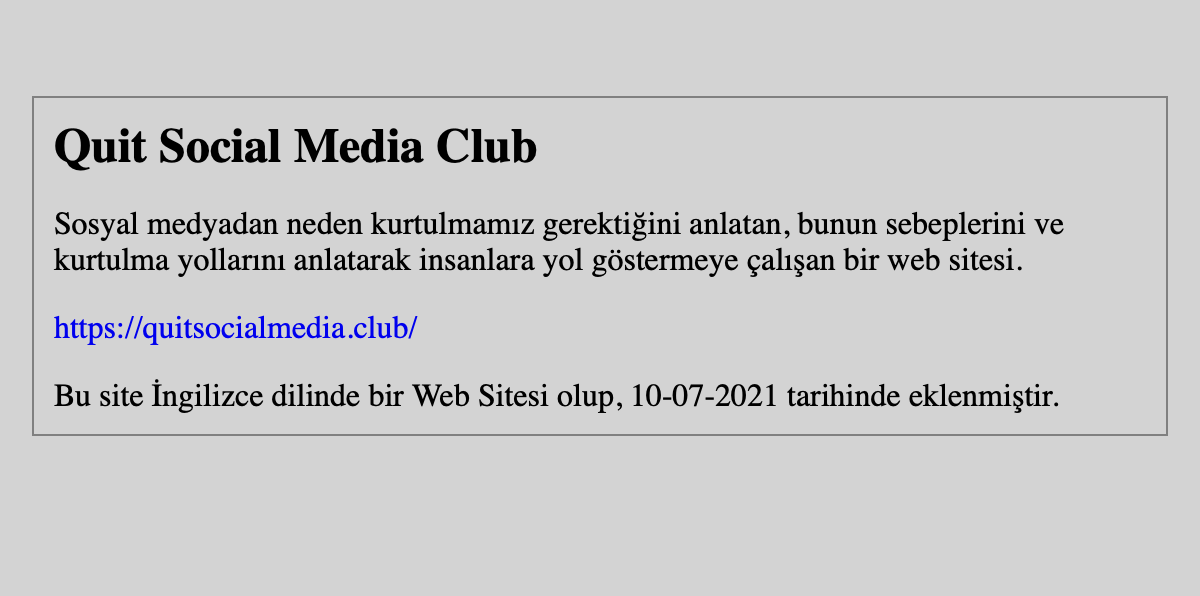 Quit Social Media Club
Sosyal medyadan neden kurtulmamız gerektiğini anlatan, bunun sebeplerini ve
kurtulma yollarını anlatarak insanlara yol göstermeye çalışan bir web sitesi.
https://quitsocialmedia.club/
Bu site İngilizce dilinde bir Web Sitesi olup, 10-07-2021 tarihinde eklenmiştir.